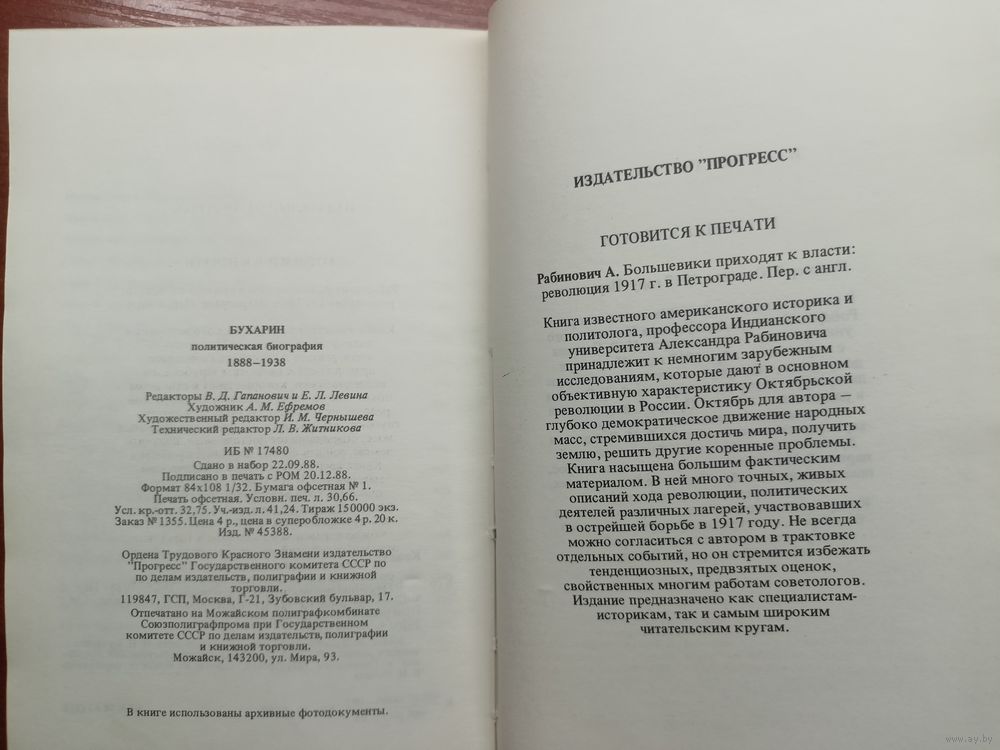 БУХАРИН
политическая биография
1888–1938
Редакторы В. Д. Гапанович и Е. Л. Левина
Художник А. М. Ефремов
Художественный редактор И. М. Чернышева
Технический редактор Л. В. Житникова
ИБ № 17480
Сдано в набор 22.09.88.
Подписано в печать с РОМ 20.12.88.
Формат 84х108 1/32. Бумага офсетная № 1.
Печать офсетная. Условн. печ. л. 30,66.
Усл. кр.-отт. 32,75. Уч.-изд. л. 41,24. Тираж 150000 экз.
Заказ № 1355. Цена 4 р., цена в суперобложке 4 р. 20 к.
Изд. № 45388.
Ордена Трудового Красного Знамени издательство
"Прогресс" Государственного комитета СССР по
по делам издательств, полиграфии и книжной
торговли.
119847, ГСП, Москва, Г-21, Зубовский бульвар, 17.
Отпечатано на Можайском полиграфкомбинате
Союзполиграфпрома при Государственном
комитете СССР по делам издательств, полиграфии
и книжной торговли.
Можайск, 143200, ул. Мира, 93.
В книге использованы архивные фотодокументы.
ИЗДАТЕЛЬСТВО "ПРОГРЕСС"
ГОТОВИТСЯ К ПЕЧАТИ
Рабинович А. Большевики приходят к власти:
революция 1917 г. в Петрограде. Пер. с англ.
Книга известного американского историка и
политолога, профессора Индианского
университета Александра Рабиновича
принадлежит к немногим зарубежным
исследованиям, которые дают в основном
объективную характеристику Октябрьской
революции в России. Октябрь для автора —
глубоко демократическое движение народных
масс, стремившихся достичь мира, получить
землю, решить другие коренные проблемы.
Книга насыщена большим фактическим
материалом. В ней много точных, живых
описаний хода революции, политических
деятелей различных лагерей, участвовавших
в острейшей борьбе в 1917 году. Не всегда
можно согласиться с автором в трактовке
отдельных событий, но он стремится избежать
тенденциозных, предвзятых оценок,
свойственных многим работам советологов.
Издание предназначено как специалистам-
историкам, так и самым широким
читательским кругам.
www.ay.by